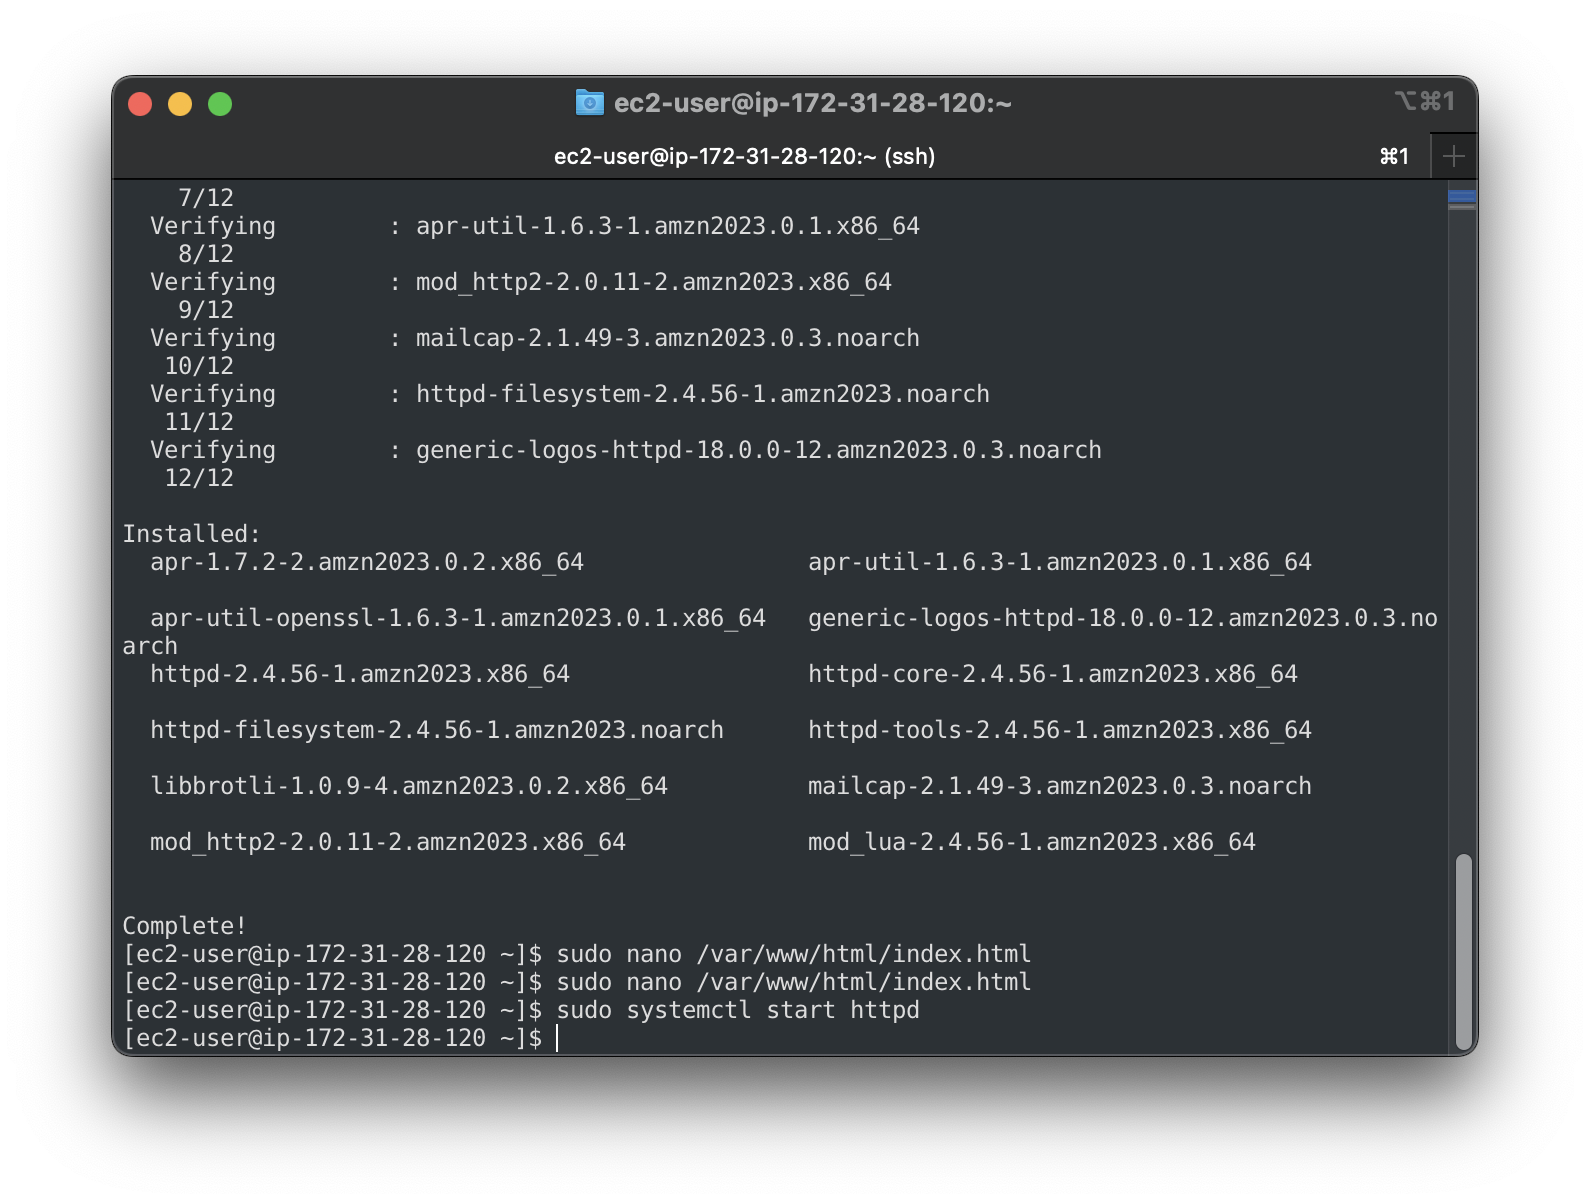 ec2-user@ip-172-31-28-120:~
⌥⌘1
ec2-user@ip-172-31-28-120:~ (ssh)
⌘1
7/12
Verifying : apr-util-1.6.3-1.amzn2023.0.1.x86_64
8/12
Verifying : mod_http2-2.0.11-2.amzn2023.x86_64
9/12
Verifying : mailcap-2.1.49-3.amzn2023.0.3.noarch
10/12
Verifying : httpd-filesystem-2.4.56-1.amzn2023.noarch
11/12
Verifying : generic-logos-httpd-18.0.0-12.amzn2023.0.3.noarch
12/12
Installed:
apr-1.7.2-2.amzn2023.0.2.x86_64 apr-util-1.6.3-1.amzn2023.0.1.x86_64
apr-util-openssl-1.6.3-1.amzn2023.0.1.x86_64 generic-logos-httpd-18.0.0-12.amzn2023.0.3.no
arch
httpd-2.4.56-1.amzn2023.x86_64 httpd-core-2.4.56-1.amzn2023.x86_64
httpd-filesystem-2.4.56-1.amzn2023.noarch httpd-tools-2.4.56-1.amzn2023.x86_64
libbrotli-1.0.9-4.amzn2023.0.2.x86_64 mailcap-2.1.49-3.amzn2023.0.3.noarch
mod_http2-2.0.11-2.amzn2023.x86_64 mod_lua-2.4.56-1.amzn2023.x86_64
Complete!
[ec2-user@ip-172-31-28-120 ~]$ sudo nano /var/www/html/index.html
[ec2-user@ip-172-31-28-120 ~]$ sudo nano /var/www/html/index.html
[ec2-user@ip-172-31-28-120 ~]$ sudo systemctl start httpd
[ec2-user@ip-172-31-28-120 ~]$